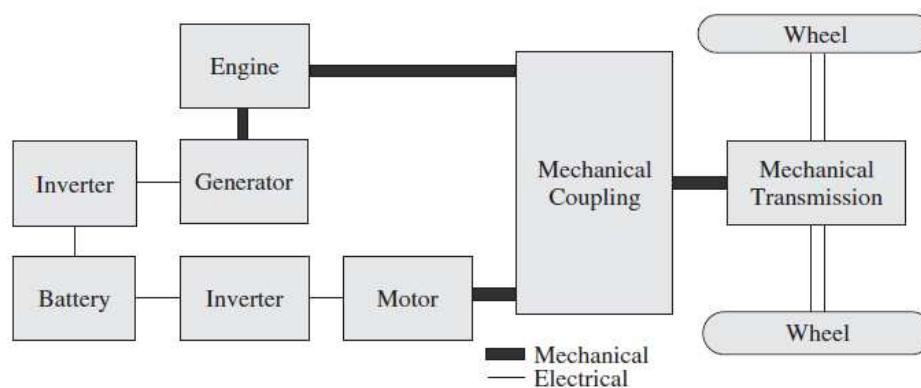 Wheel
Engine
Inverter
Generator
Mechanical
Coupling
Mechanical
Transmission
Battery
Inverter
Motor
Wheel
Mechanical
Electrical